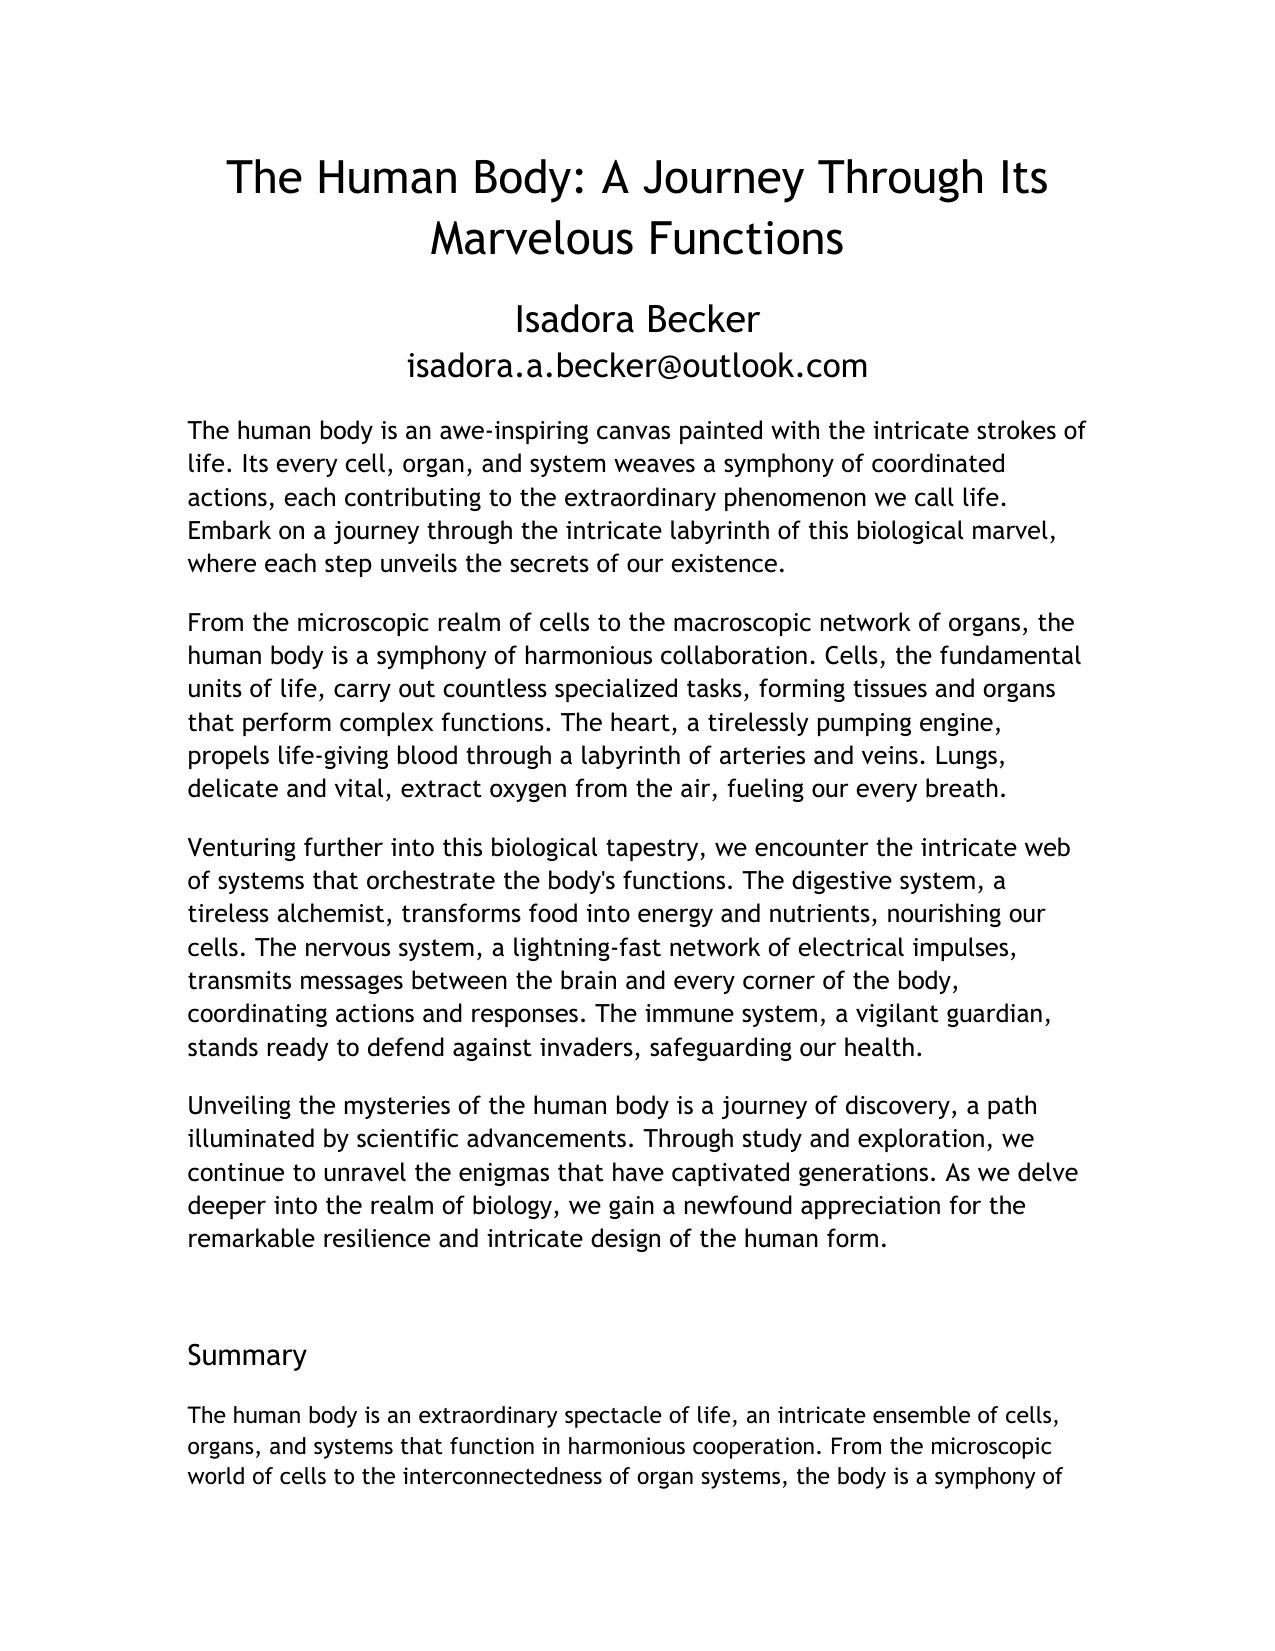 The Human Body: A Journey Through Its
Marvelous Functions
Isadora Becker
isadora.a.becker@outlook.com
The human body is an awe-inspiring canvas painted with the intricate strokes of
life. Its every cell, organ, and system weaves a symphony of coordinated
actions, each contributing to the extraordinary phenomenon we call life.
Embark on a journey through the intricate labyrinth of this biological marvel,
where each step unveils the secrets of our existence.
From the microscopic realm of cells to the macroscopic network of organs, the
human body is a symphony of harmonious collaboration. Cells, the fundamental
units of life, carry out countless specialized tasks, forming tissues and organs
that perform complex functions. The heart, a tirelessly pumping engine,
propels life-giving blood through a labyrinth of arteries and veins. Lungs,
delicate and vital, extract oxygen from the air, fueling our every breath.
Venturing further into this biological tapestry, we encounter the intricate web
of systems that orchestrate the body's functions. The digestive system, a
tireless alchemist, transforms food into energy and nutrients, nourishing our
cells. The nervous system, a lightning-fast network of electrical impulses,
transmits messages between the brain and every corner of the body,
coordinating actions and responses. The immune system, a vigilant guardian,
stands ready to defend against invaders, safeguarding our health.
Unveiling the mysteries of the human body is a journey of discovery, a path
illuminated by scientific advancements. Through study and exploration, we
continue to unravel the enigmas that have captivated generations. As we delve
deeper into the realm of biology, we gain a newfound appreciation for the
remarkable resilience and intricate design of the human form.
Summary
The human body is an extraordinary spectacle of life, an intricate ensemble of cells,
organs, and systems that function in harmonious cooperation. From the microscopic
world of cells to the interconnectedness of organ systems, the body is a symphony of